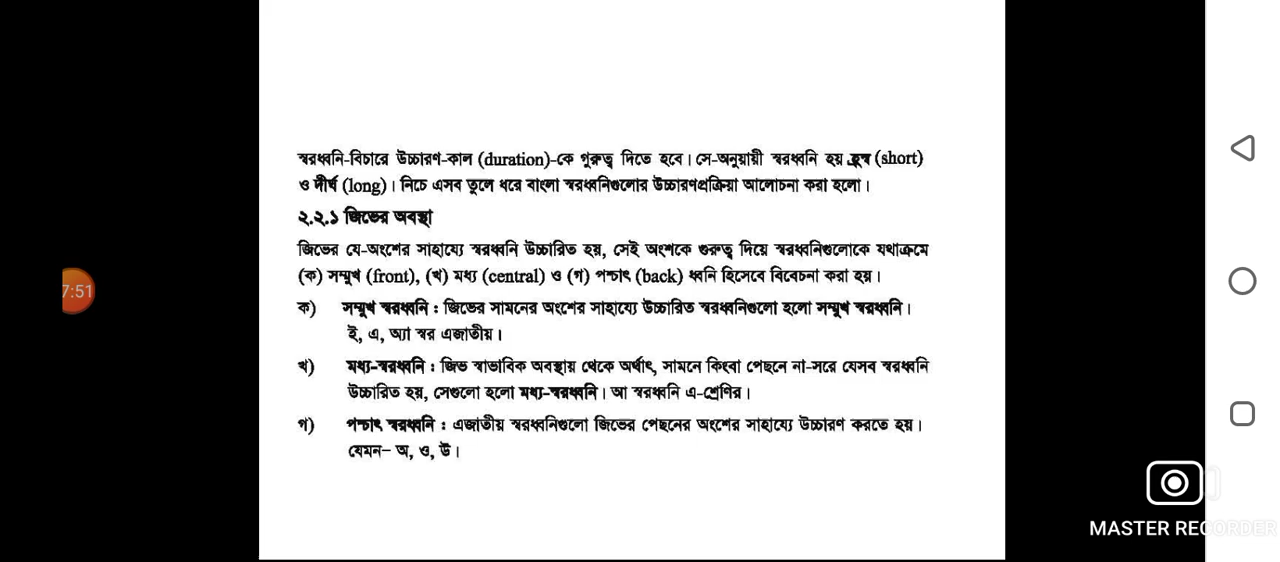 স্বরধ্বনি-বিচারে উচ্চারণ-কাল (duration)-কে গুরুত্ব দিতে হবে। সে-অনুযায়ী স্বরধ্বনি হয় হ্রস্ব (short)
ও দীর্ঘ (long)। নিচে এসব তুলে ধরে বাংলা স্বরধ্বনিগুলোর উচ্চারণপ্রক্রিয়া আলোচনা করা হলো।
২.২.১ জিভের অবস্থা
জিভের যে-অংশের সাহায্যে স্বরধ্বনি উচ্চারিত হয়, সেই অংশকে গুরুত্ব দিয়ে স্বরধ্বনিগুলোকে যথাক্রমে
(ক) সম্মুখ (front), (খ) মধ্য (central) ও (গ) পশ্চাৎ (back) ধ্বনি হিসেবে বিবেচনা করা হয়।
ক) সম্মুখ স্বরধ্বনি : জিভের সামনের অংশের সাহায্যে উচ্চারিত স্বরধ্বনিগুলো হলো সম্মুখ স্বরধ্বনি।
ই, এ, অ্যা স্বর এজাতীয়।
খ) মধ্য-স্বরধ্বনি : জিভ স্বাভাবিক অবস্থায় থেকে অর্থাৎ, সামনে কিংবা পেছনে না-সরে যেসব স্বরধ্বনি
উচ্চারিত হয়, সেগুলো হলো মধ্য-স্বরধ্বনি। আ স্বরধ্বনি এ-শ্রেণির।
গ) পশ্চাৎ স্বরধ্বনি : এজাতীয় স্বরধ্বনিগুলো জিভের পেছনের অংশের সাহায্যে উচ্চারণ করতে হয়।
যেমন– অ, ও, উ।
7:51
MASTER RECORDER